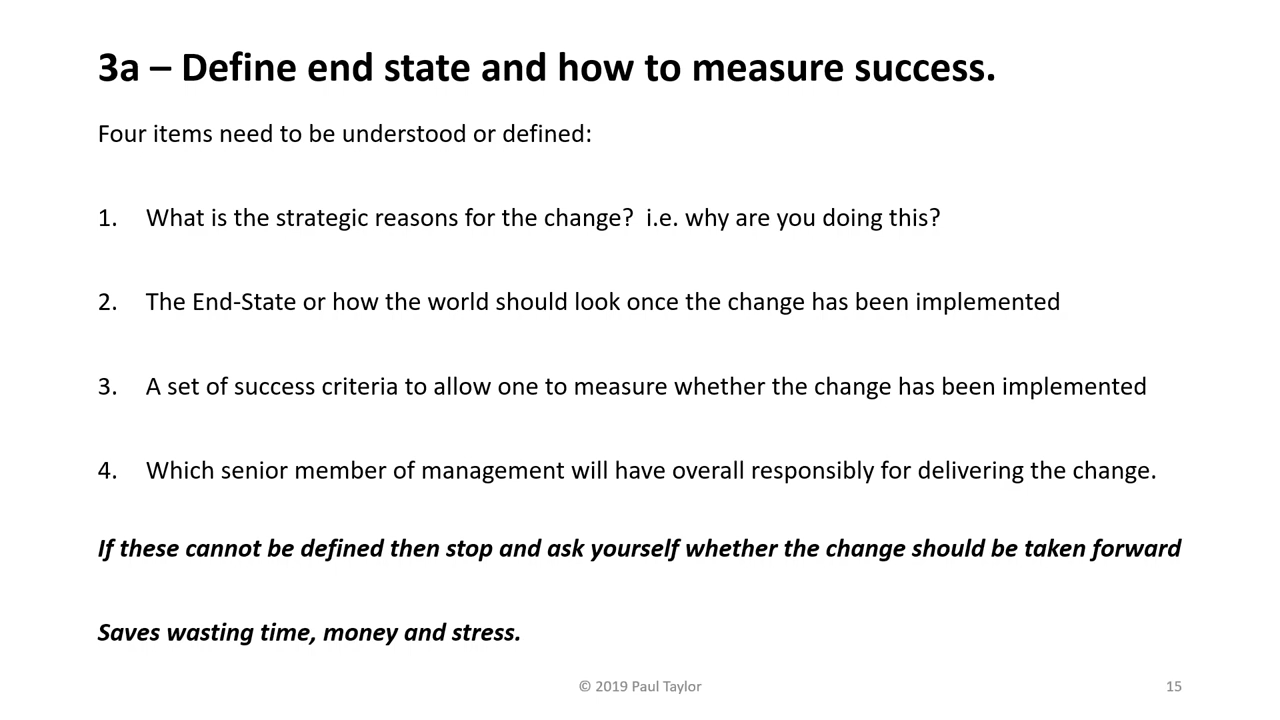 3a – Define end state and how to measure success.
Four items need to be understood or defined:
1. What is the strategic reasons for the change?  i.e. why are you doing this?
2. The End-State or how the world should look once the change has been implemented
3. A set of success criteria to allow one to measure whether the change has been implemented
4. Which senior member of management will have overall responsibly for delivering the change.
If these cannot be defined then stop and ask yourself whether the change should be taken forward
Saves wasting time, money and stress.
© 2019 Paul Taylor
15